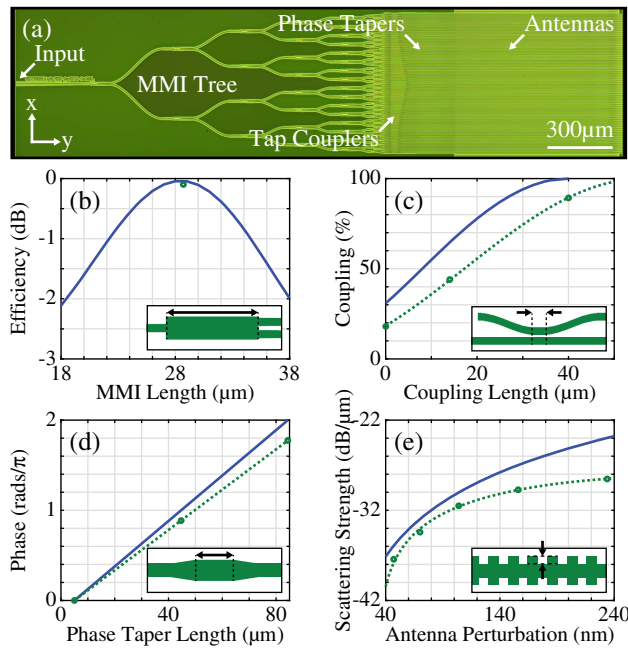 (a)
Phase Tapers
Antennas
Input
MMI Tree
x
y
Tap Couplers
300μm
(b)
Efficiency (dB)
0
-1
-2
-3
18
28
38
MMI Length (μm)
(c)
Coupling (%)
100
50
0
0
20
40
Coupling Length (μm)
(d)
Phase (rads/π)
2
1
0
0
40
80
Phase Taper Length (μm)
(e)
Scattering Strength (dB/μm)
-22
-32
-42
40
140
240
Antenna Perturbation (nm)